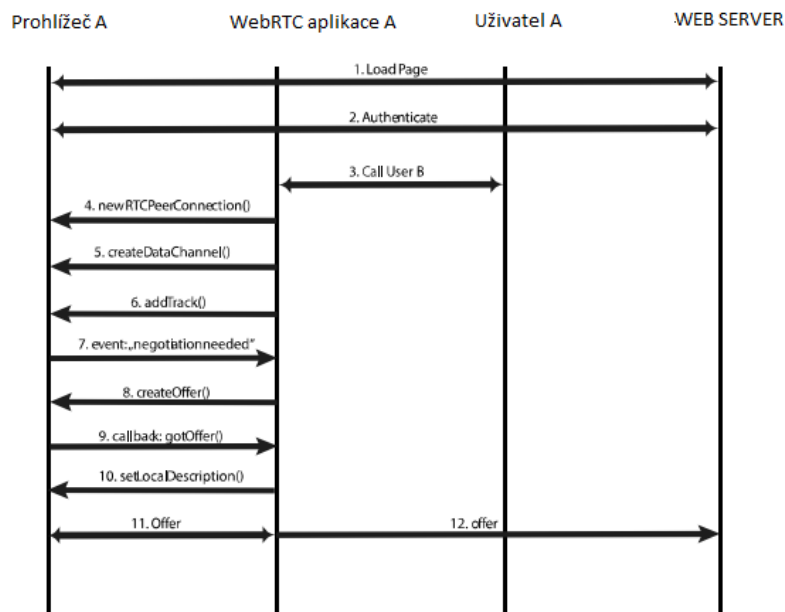 Prohlížeč A
WebRTC aplikace A
Uživatel A
WEB SERVER
1. Load Page
2. Authenticate
3. Call User B
4. newRTCPeerConnection()
5. createDataChannel()
6. addTrack()
7. event:„negotiationneeded"
8. createOffer()
9. callback: gotOffer()
10. setLocalDescription()
11. Offer
12. offer